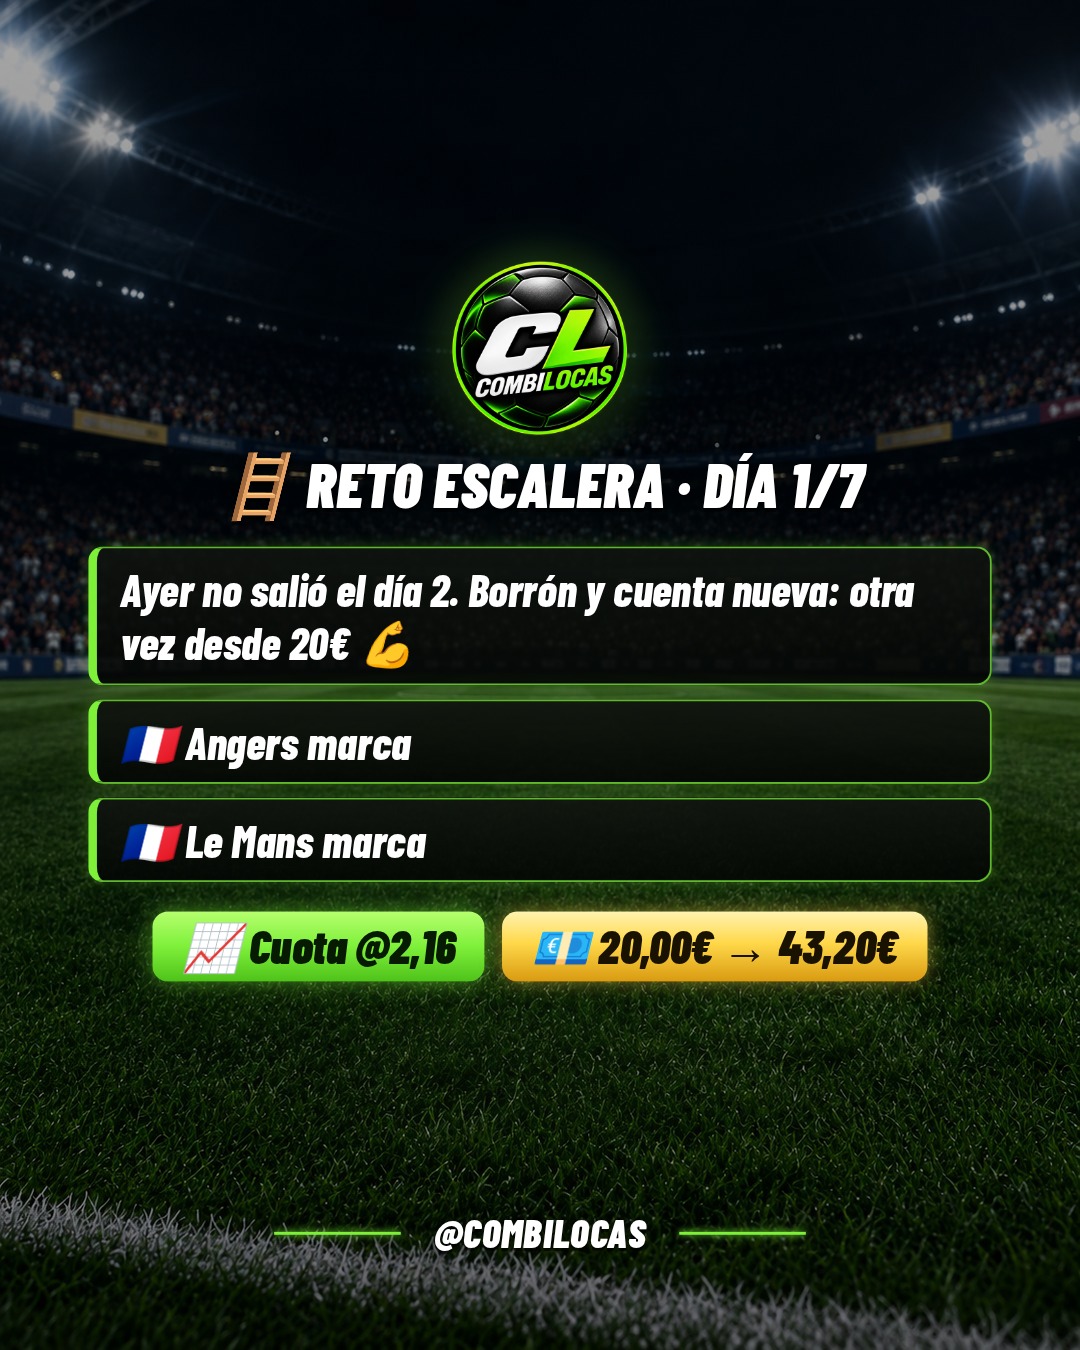 CL
COMBILOCAS
🪜 RETO ESCALERA · DÍA 1/7
Ayer no salió el día 2. Borrón y cuenta nueva: otra
vez desde 20€ 💪
🇫🇷 Angers marca
🇫🇷 Le Mans marca
📈 Cuota @2,16
💶 20,00€ → 43,20€
@COMBILOCAS